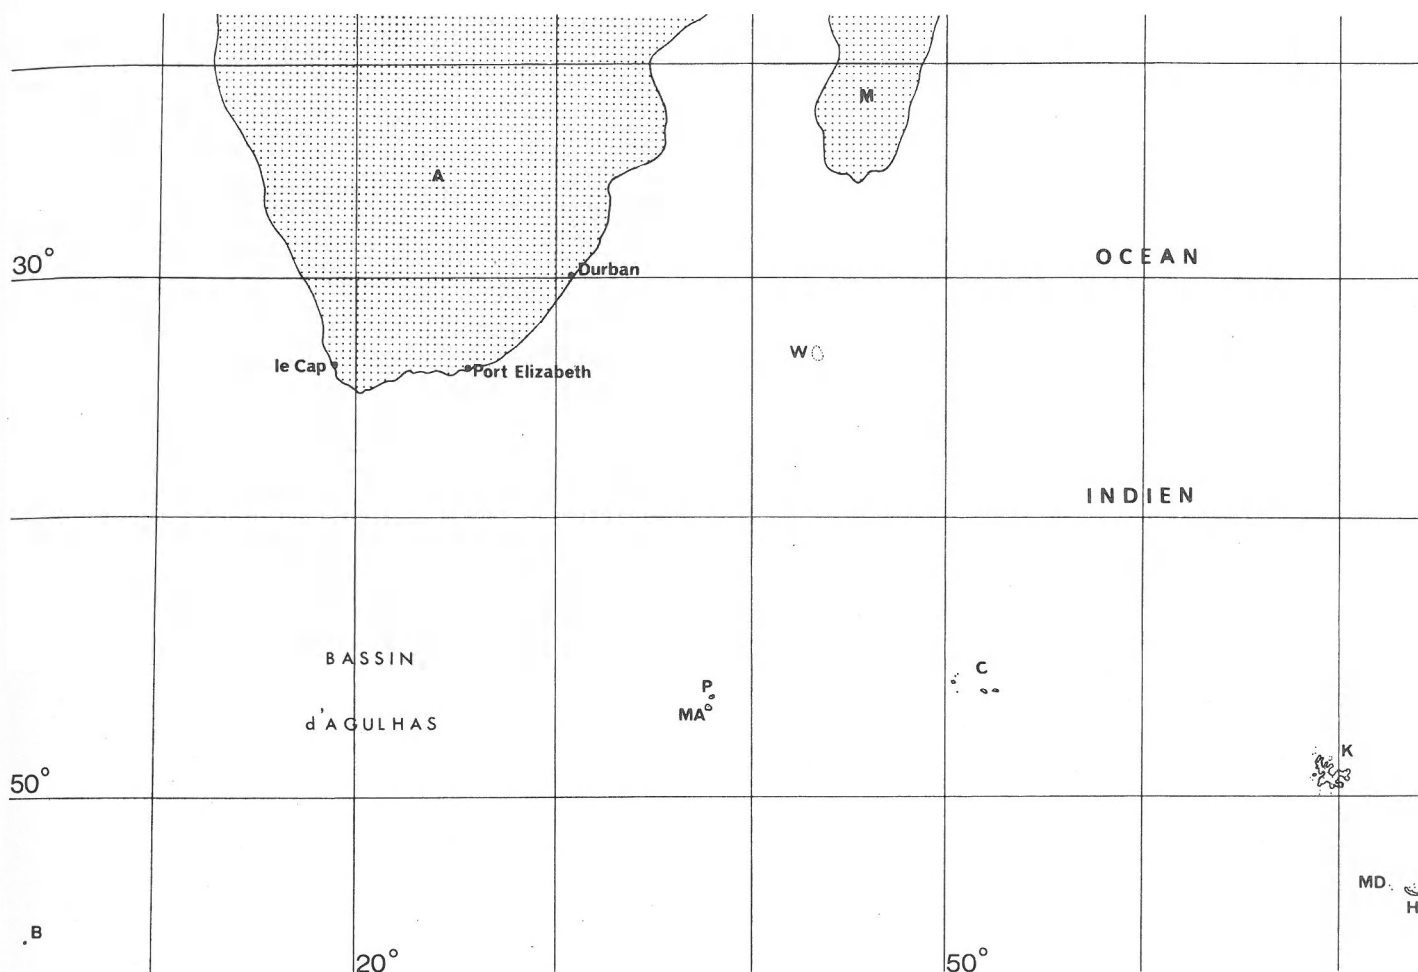 M
A
OCEAN
30°
Durban
W
le Cap
Port Elizabeth
INDIEN
BASSIN
C
P
MA
d'AGULHAS
K
50°
MD
H
B
20°
50°